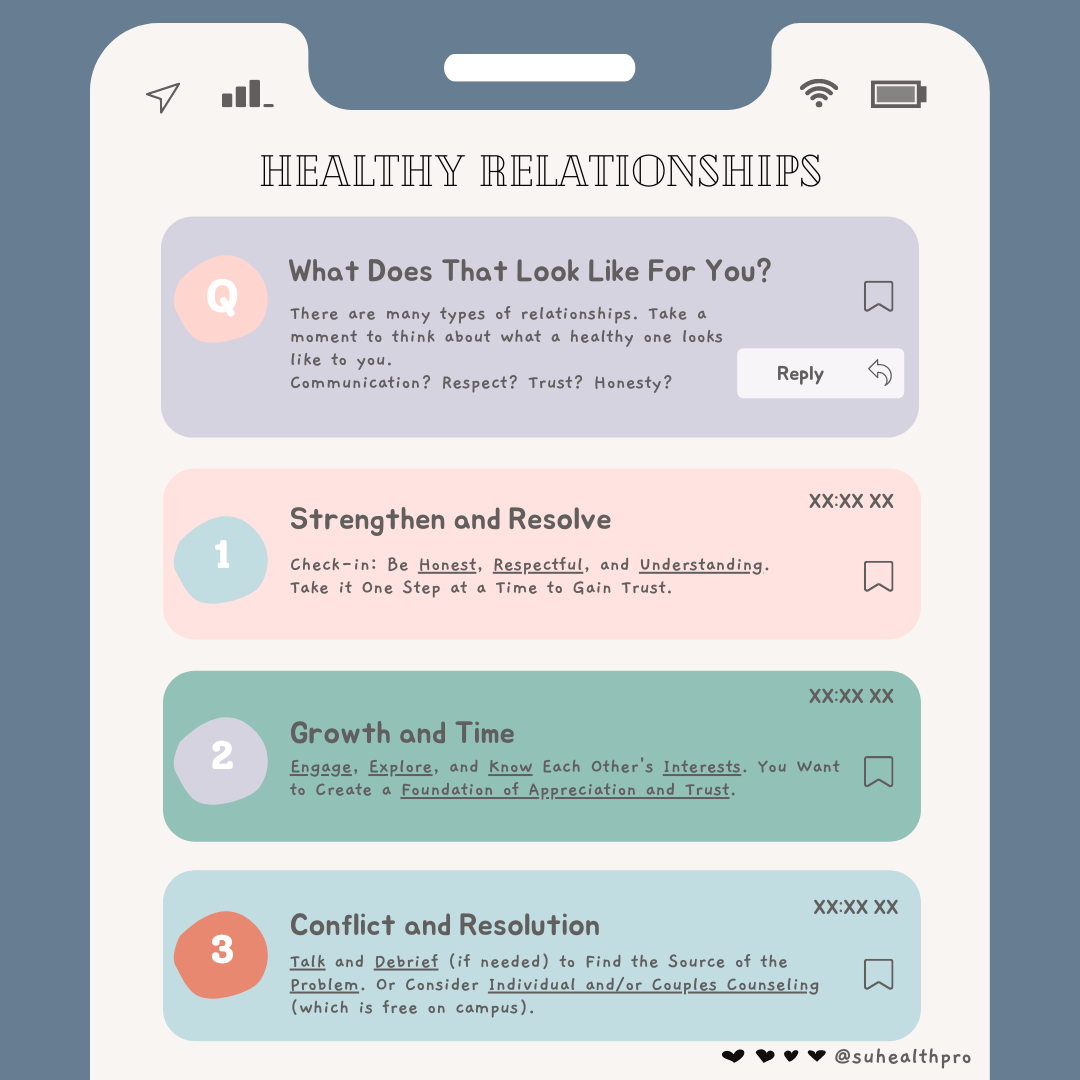 HEALTHY RELATIONSHIPS
Q
What Does That Look Like For You?
There are many types of relationships. Take a
moment to think about what a healthy one looks
like to you.
Communication? Respect? Trust? Honesty?
Reply
XX:XX XX
1
Strengthen and Resolve
Check-in: Be Honest, Respectful, and Understanding.
Take it One Step at a Time to Gain Trust.
XX:XX XX
2
Growth and Time
Engage, Explore, and Know Each Other's Interests. You Want
to Create a Foundation of Appreciation and Trust.
XX:XX XX
3
Conflict and Resolution
Talk and Debrief (if needed) to Find the Source of the
Problem. Or Consider Individual and/or Couples Counseling
(which is free on campus).
@suhealthpro